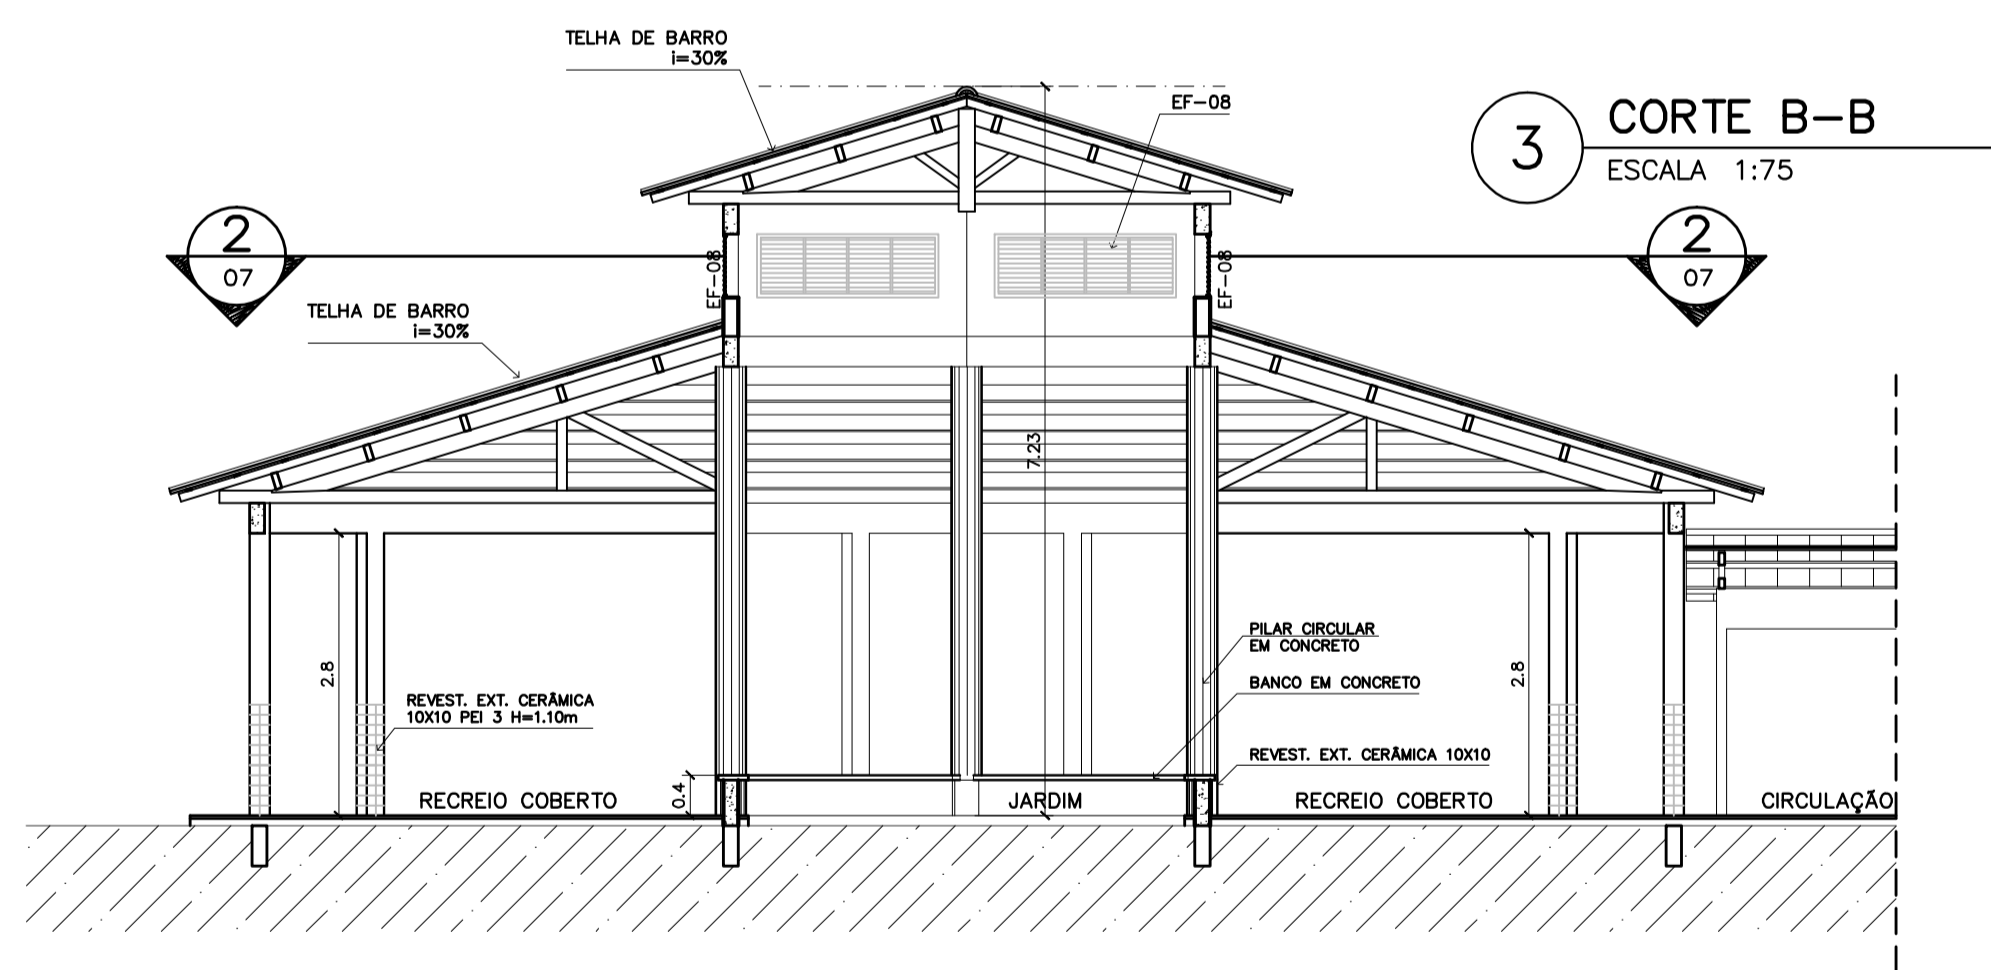 TELHA DE BARRO
i=30%
EF-08
3
CORTE B-B
ESCALA 1:75
2
07
2
07
EF-08
EF-08
TELHA DE BARRO
i=30%
7.23
2.8
2.8
PILAR CIRCULAR
EM CONCRETO
BANCO EM CONCRETO
REVEST. EXT. CERÂMICA
10X10 PEI 3 H=1.10m
REVEST. EXT. CERÂMICA 10X10
0.4
RECREIO COBERTO
JARDIM
RECREIO COBERTO
CIRCULAÇÃO